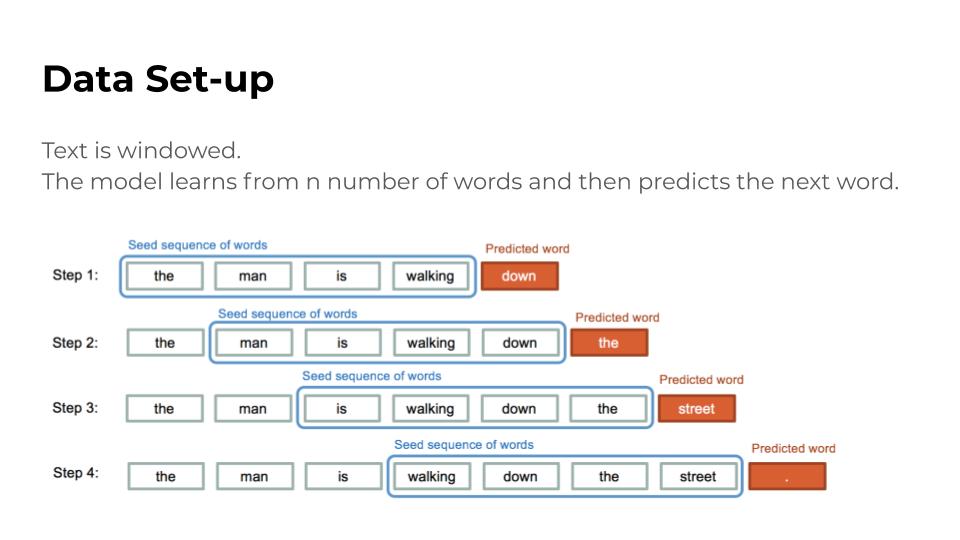 Data Set-up
Text is windowed.
The model learns from n number of words and then predicts the next word.
Seed sequence of words Predicted word
Step 1: the man is walking down
Seed sequence of words Predicted word
Step 2: the man is walking down the
Seed sequence of words Predicted word
Step 3: the man is walking down the street
Seed sequence of words Predicted word
Step 4: the man is walking down the street .